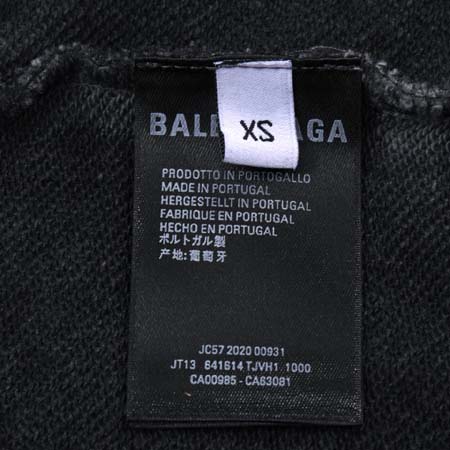 BALE AGA
XS
PRODOTTO IN PORTOGALLO
MADE IN PORTUGAL
HERGESTELLT IN PORTUGAL
FABRIQUE EN PORTUGAL
HECHO EN PORTUGAL
ポルトガル製
产地:葡萄牙
JC57 2020 00931
JT13 641614 TJVH1 1000
CA00985 - CA63081